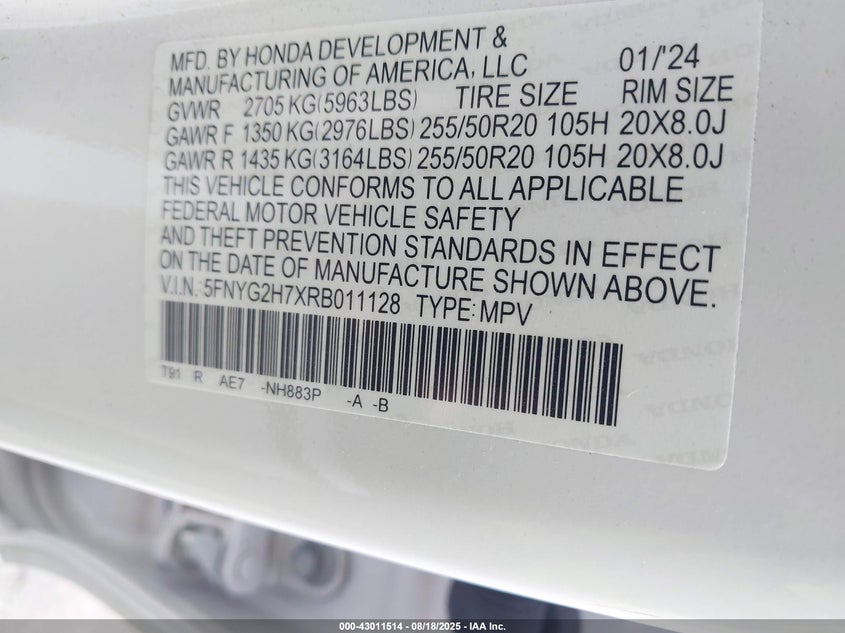 MFD. BY HONDA DEVELOPMENT &
MANUFACTURING OF AMERICA, LLC 01/'24
GVWR 2705 KG(5963LBS) TIRE SIZE RIM SIZE
GAWR F 1350 KG(2976LBS) 255/50R20 105H 20X8.0J
GAWR R 1435 KG(3164LBS) 255/50R20 105H 20X8.0J
THIS VEHICLE CONFORMS TO ALL APPLICABLE
FEDERAL MOTOR VEHICLE SAFETY
AND THEFT PREVENTION STANDARDS IN EFFECT
ON THE DATE OF MANUFACTURE SHOWN ABOVE.
V.I.N.: 5FNYG2H7XRB011128 TYPE: MPV
T91 R AE7 -NH883P -A -B
HONDA
000-43011514 - 08/18/2025 - IAA Inc.